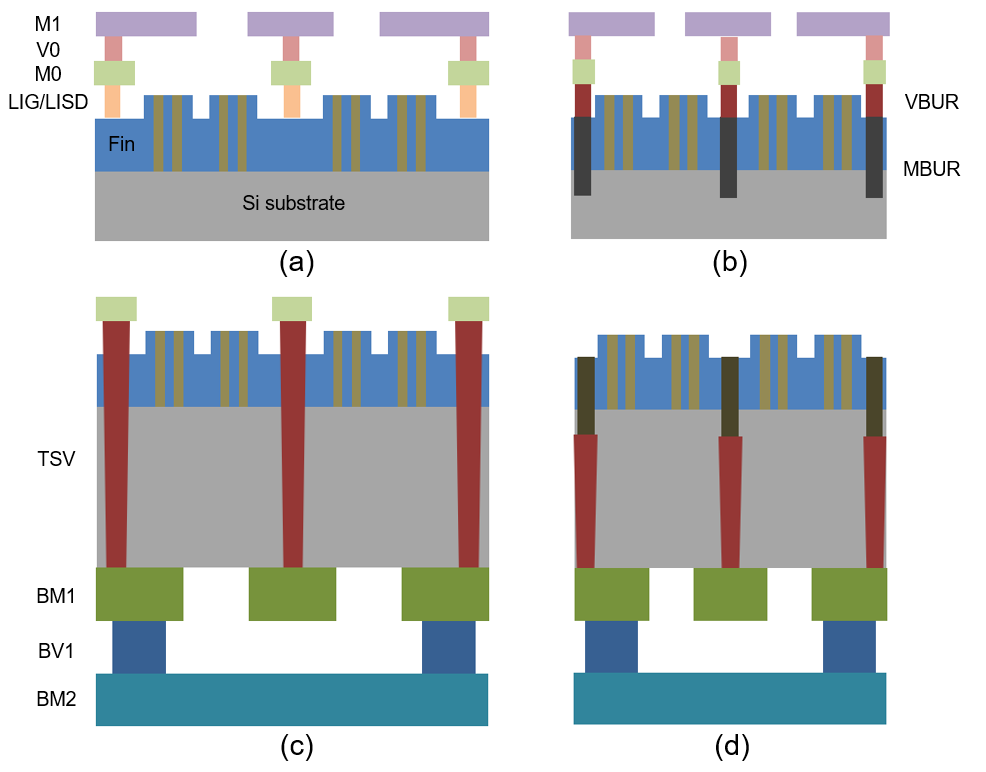 M1
V0
M0
LIG/LISD
Fin
Si substrate
(a)
VBUR
MBUR
(b)
TSV
BM1
BV1
BM2
(c)
(d)